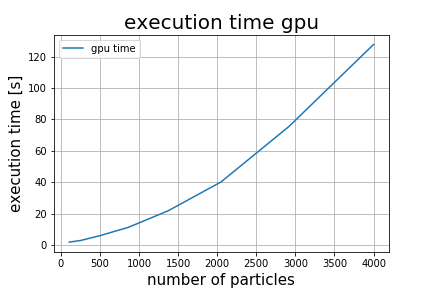 execution time gpu
gpu time
execution time [s]
120
100
80
60
40
20
0
0 500 1000 1500 2000 2500 3000 3500 4000
number of particles